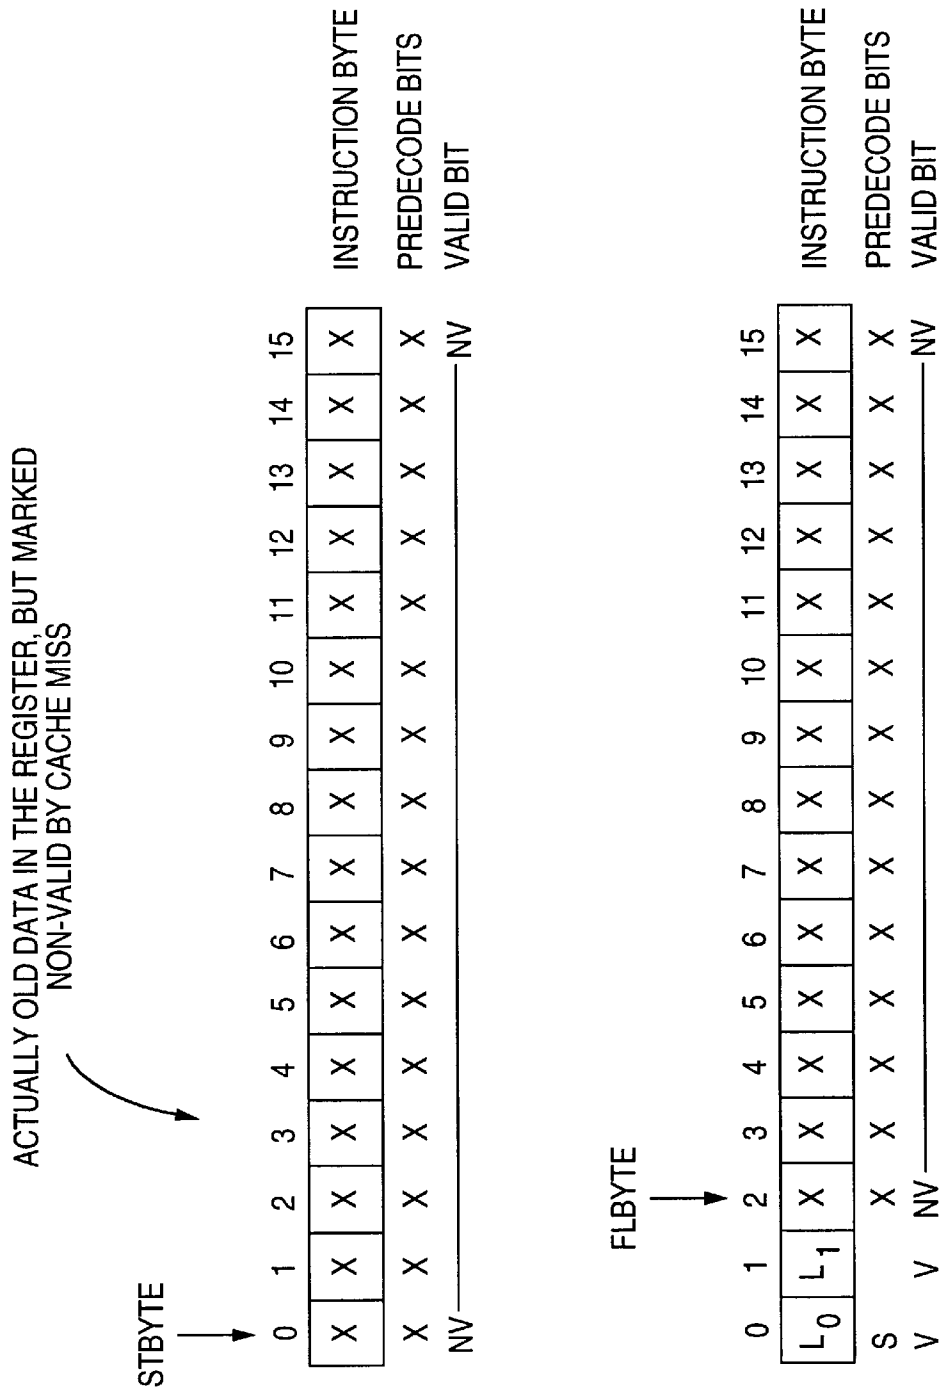 ACTUALLY OLD DATA IN THE REGISTER, BUT MARKED
NON-VALID BY CACHE MISS
STBYTE
0 1 2 3 4 5 6 7 8 9 10 11 12 13 14 15
X X X X X X X X X X X X X X X X INSTRUCTION BYTE
X X X X X X X X X X X X X X X X PREDECODE BITS
NV NV VALID BIT
FLBYTE
0 1 2 3 4 5 6 7 8 9 10 11 12 13 14 15
L0 L1 X X X X X X X X X X X X X X INSTRUCTION BYTE
S X X X X X X X X X X X X X X PREDECODE BITS
V V NV NV VALID BIT